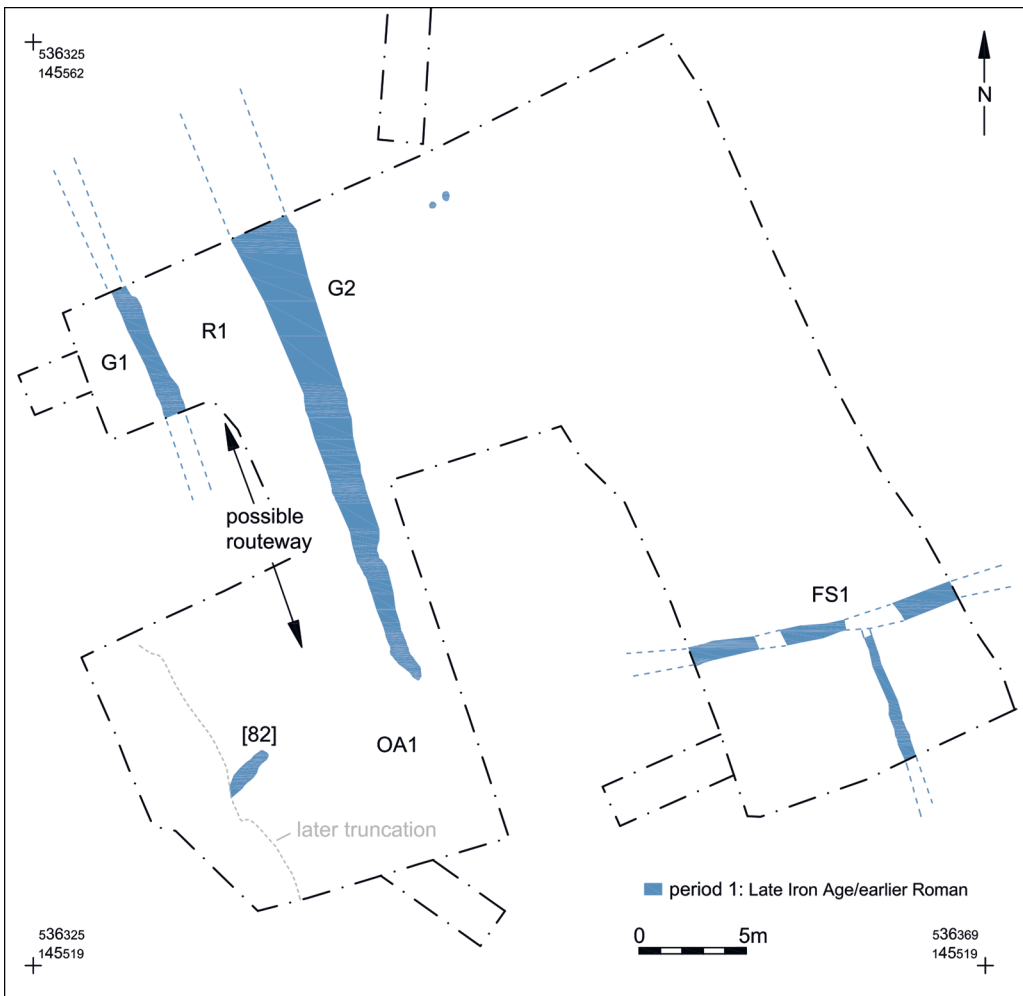 536325
145562
N
G2
R1
G1
possible
routeway
FS1
[82]
OA1
later truncation
period 1: Late Iron Age/earlier Roman
0 5m
536325
145519
536369
145519